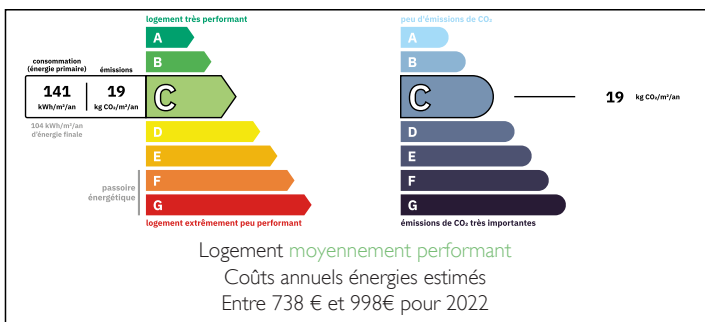 logement très performant
A
B
consommation
(énergie primaire)
émissions
141
kWh/m²/an
19
kg CO₂/m²/an
C
104 kWh/m²/an
d'énergie finale
D
E
F
G
passoire
énergétique
logement extrêmement peu performant
peu d'émissions de CO₂
A
B
C
19 kg CO₂/m²/an
D
E
F
G
émissions de CO₂ très importantes
Logement moyennement performant
Coûts annuels énergies estimés
Entre 738 € et 998€ pour 2022